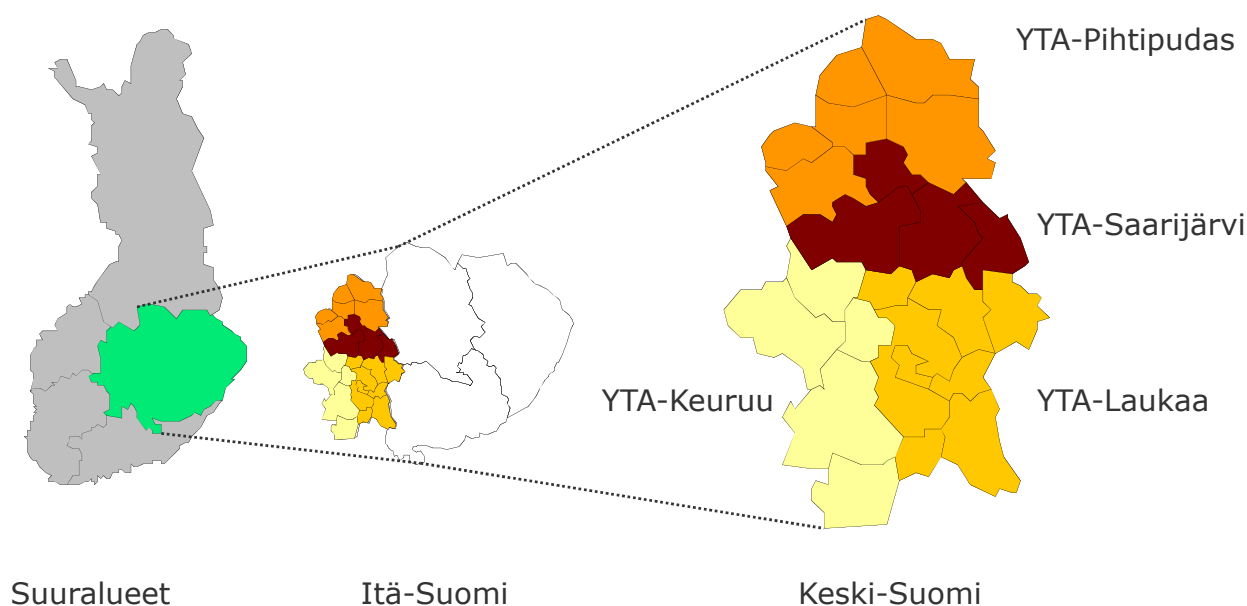 YTA-Pihtipudas
YTA-Saarijärvi
YTA-Keuruu
YTA-Laukaa
Suuralueet
Itä-Suomi
Keski-Suomi